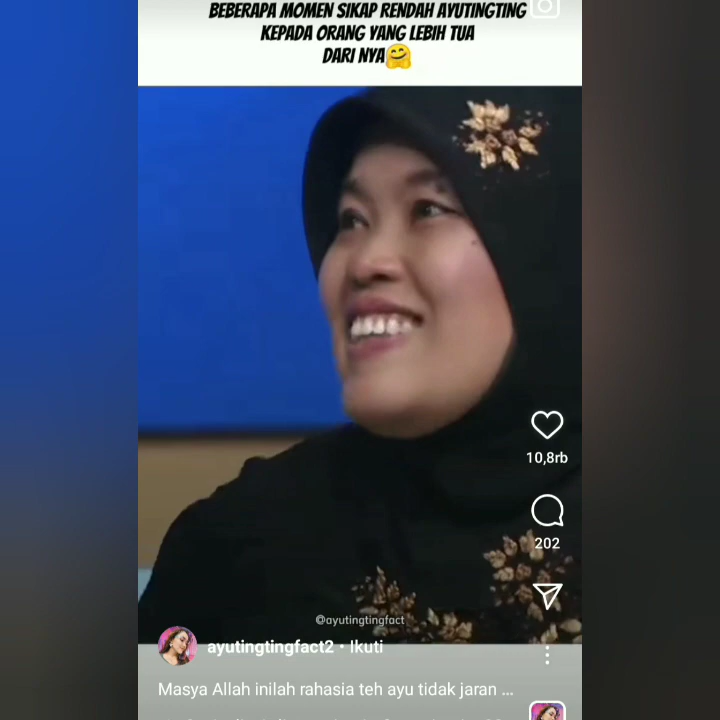 BEBERAPA MOMEN SIKAP RENDAH AYUTINGTING
KEPADA ORANG YANG LEBIH TUA
DARI NYA🤗
10,8rb
202
@ayutingtingfact
ayutingtingfact2 • Ikuti
Masya Allah inilah rahasia teh ayu tidak jaran ...